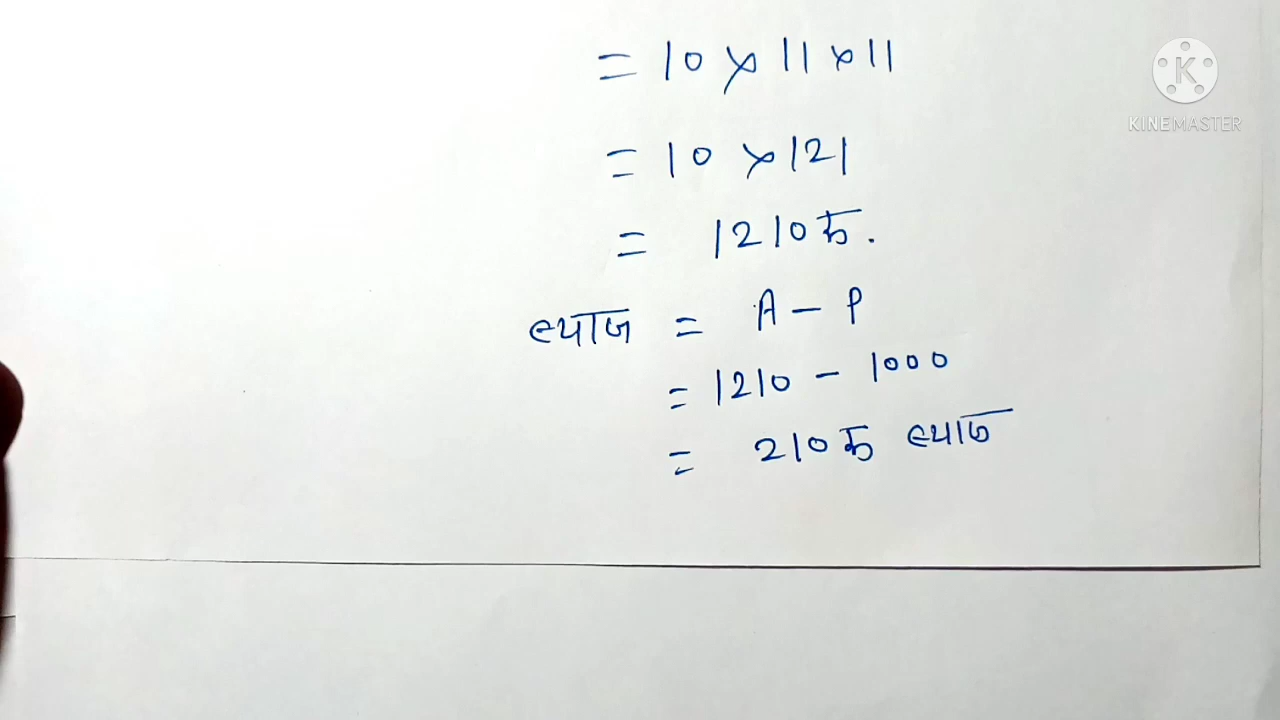 K
KINEMASTER
= 10 × 11 × 11
= 10 × 121
= 1210 रु.
ब्याज = A - P
= 1210 - 1000
= 210 रु ब्याज